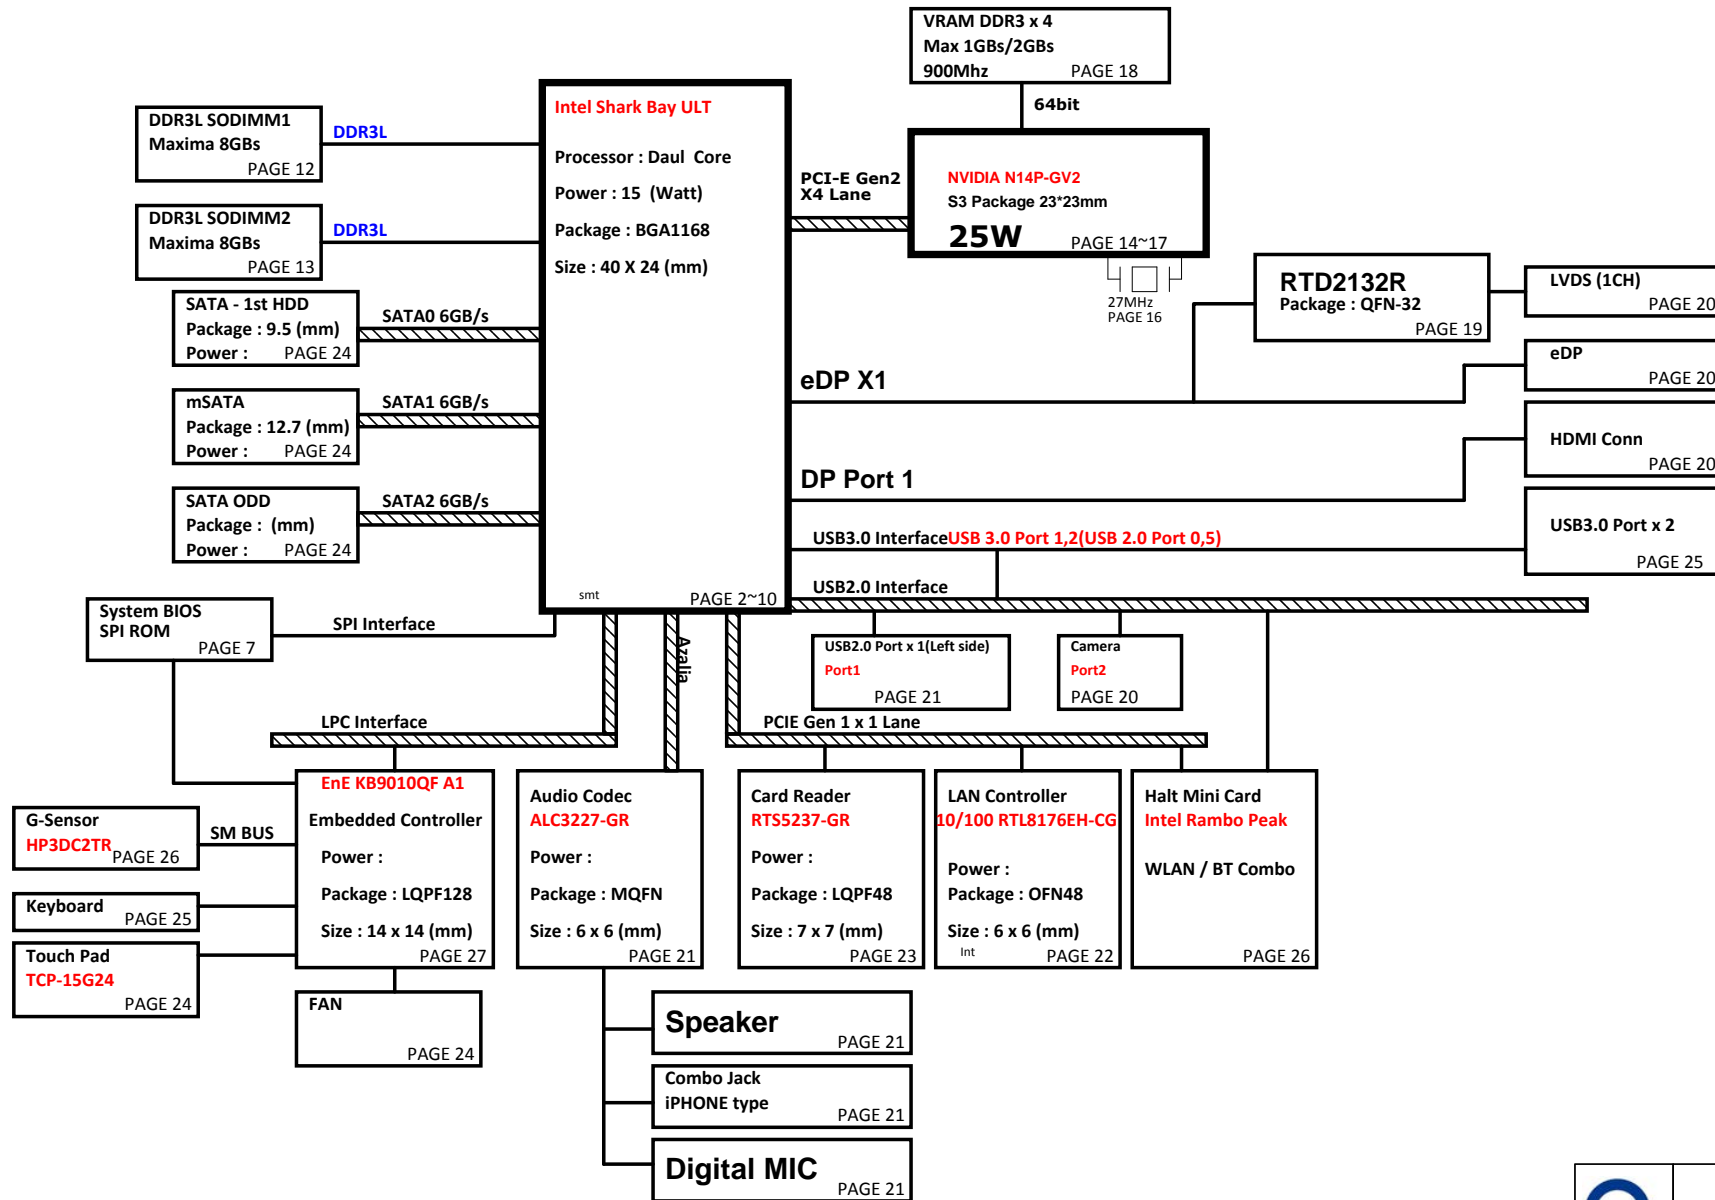 VRAM DDR3 x 4
Max 1GBs/2GBs
900Mhz PAGE 18
64bit
DDR3L SODIMM1
Maxima 8GBs
PAGE 12
DDR3L
DDR3L SODIMM2
Maxima 8GBs
PAGE 13
DDR3L
Intel Shark Bay ULT
Processor : Daul Core
Power : 15 (Watt)
Package : BGA1168
Size : 40 X 24 (mm)
smt
PAGE 2~10
PCI-E Gen2
X4 Lane
NVIDIA N14P-GV2
S3 Package 23*23mm
25W PAGE 14~17
27MHz
PAGE 16
RTD2132R
Package : QFN-32
PAGE 19
LVDS (1CH)
PAGE 20
eDP
PAGE 20
HDMI Conn
PAGE 20
USB3.0 Port x 2
PAGE 25
SATA - 1st HDD
Package : 9.5 (mm)
Power : PAGE 24
SATA0 6GB/s
mSATA
Package : 12.7 (mm)
Power : PAGE 24
SATA1 6GB/s
SATA ODD
Package : (mm)
Power : PAGE 24
SATA2 6GB/s
eDP X1
DP Port 1
USB3.0 Interface USB 3.0 Port 1,2(USB 2.0 Port 0,5)
USB2.0 Interface
System BIOS
SPI ROM
PAGE 7
SPI Interface
Azalia
USB2.0 Port x 1(Left side)
Port1
PAGE 21
Camera
Port2
PAGE 20
LPC Interface
PCIE Gen 1 x 1 Lane
G-Sensor
HP3DC2TR PAGE 26
SM BUS
Keyboard
PAGE 25
Touch Pad
TCP-15G24
PAGE 24
EnE KB9010QF A1
Embedded Controller
Power :
Package : LQPF128
Size : 14 x 14 (mm)
PAGE 27
FAN
PAGE 24
Audio Codec
ALC3227-GR
Power :
Package : MQFN
Size : 6 x 6 (mm)
PAGE 21
Card Reader
RTS5237-GR
Power :
Package : LQPF48
Size : 7 x 7 (mm)
PAGE 23
LAN Controller
10/100 RTL8176EH-CG
Power :
Package : OFN48
Size : 6 x 6 (mm)
Int
PAGE 22
Halt Mini Card
Intel Rambo Peak
WLAN / BT Combo
PAGE 26
Speaker
PAGE 21
Combo Jack
iPHONE type
PAGE 21
Digital MIC
PAGE 21